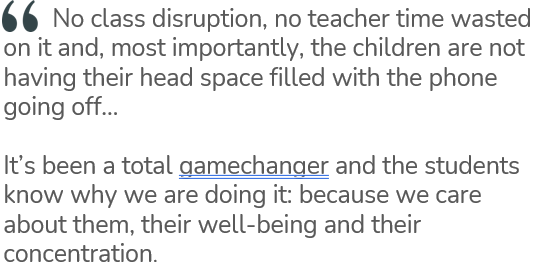 “ No class disruption, no teacher time wasted
on it and, most importantly, the children are not
having their head space filled with the phone
going off...
It’s been a total gamechanger and the students
know why we are doing it: because we care
about them, their well-being and their
concentration.